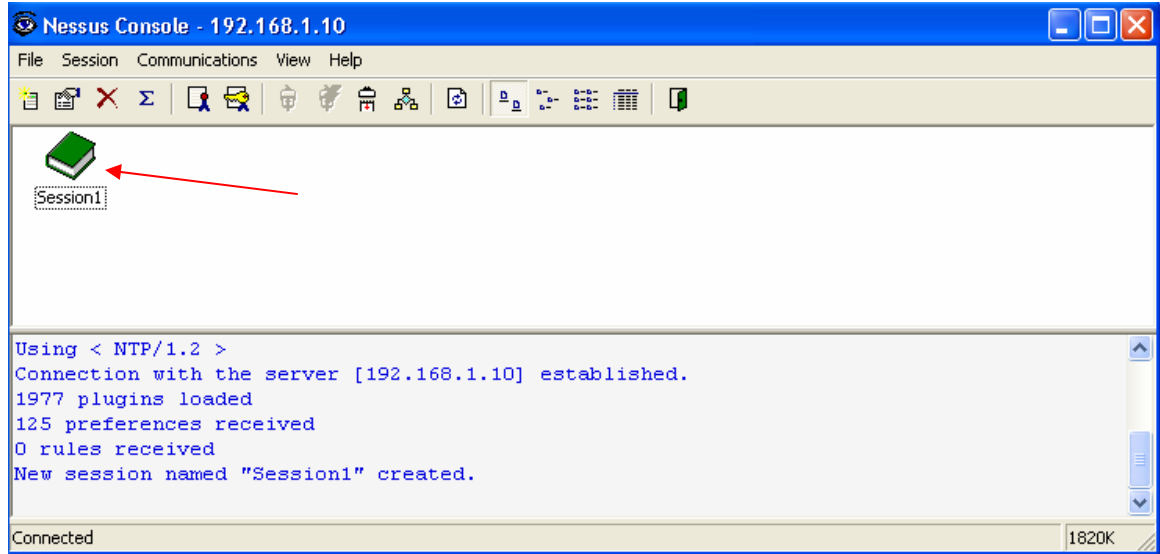 Nessus Console - 192.168.1.10
File Session Communications View Help
Session1
Using < NTP/1.2 >
Connection with the server [192.168.1.10] established.
1977 plugins loaded
125 preferences received
0 rules received
New session named "Session1" created.
Connected 1820K